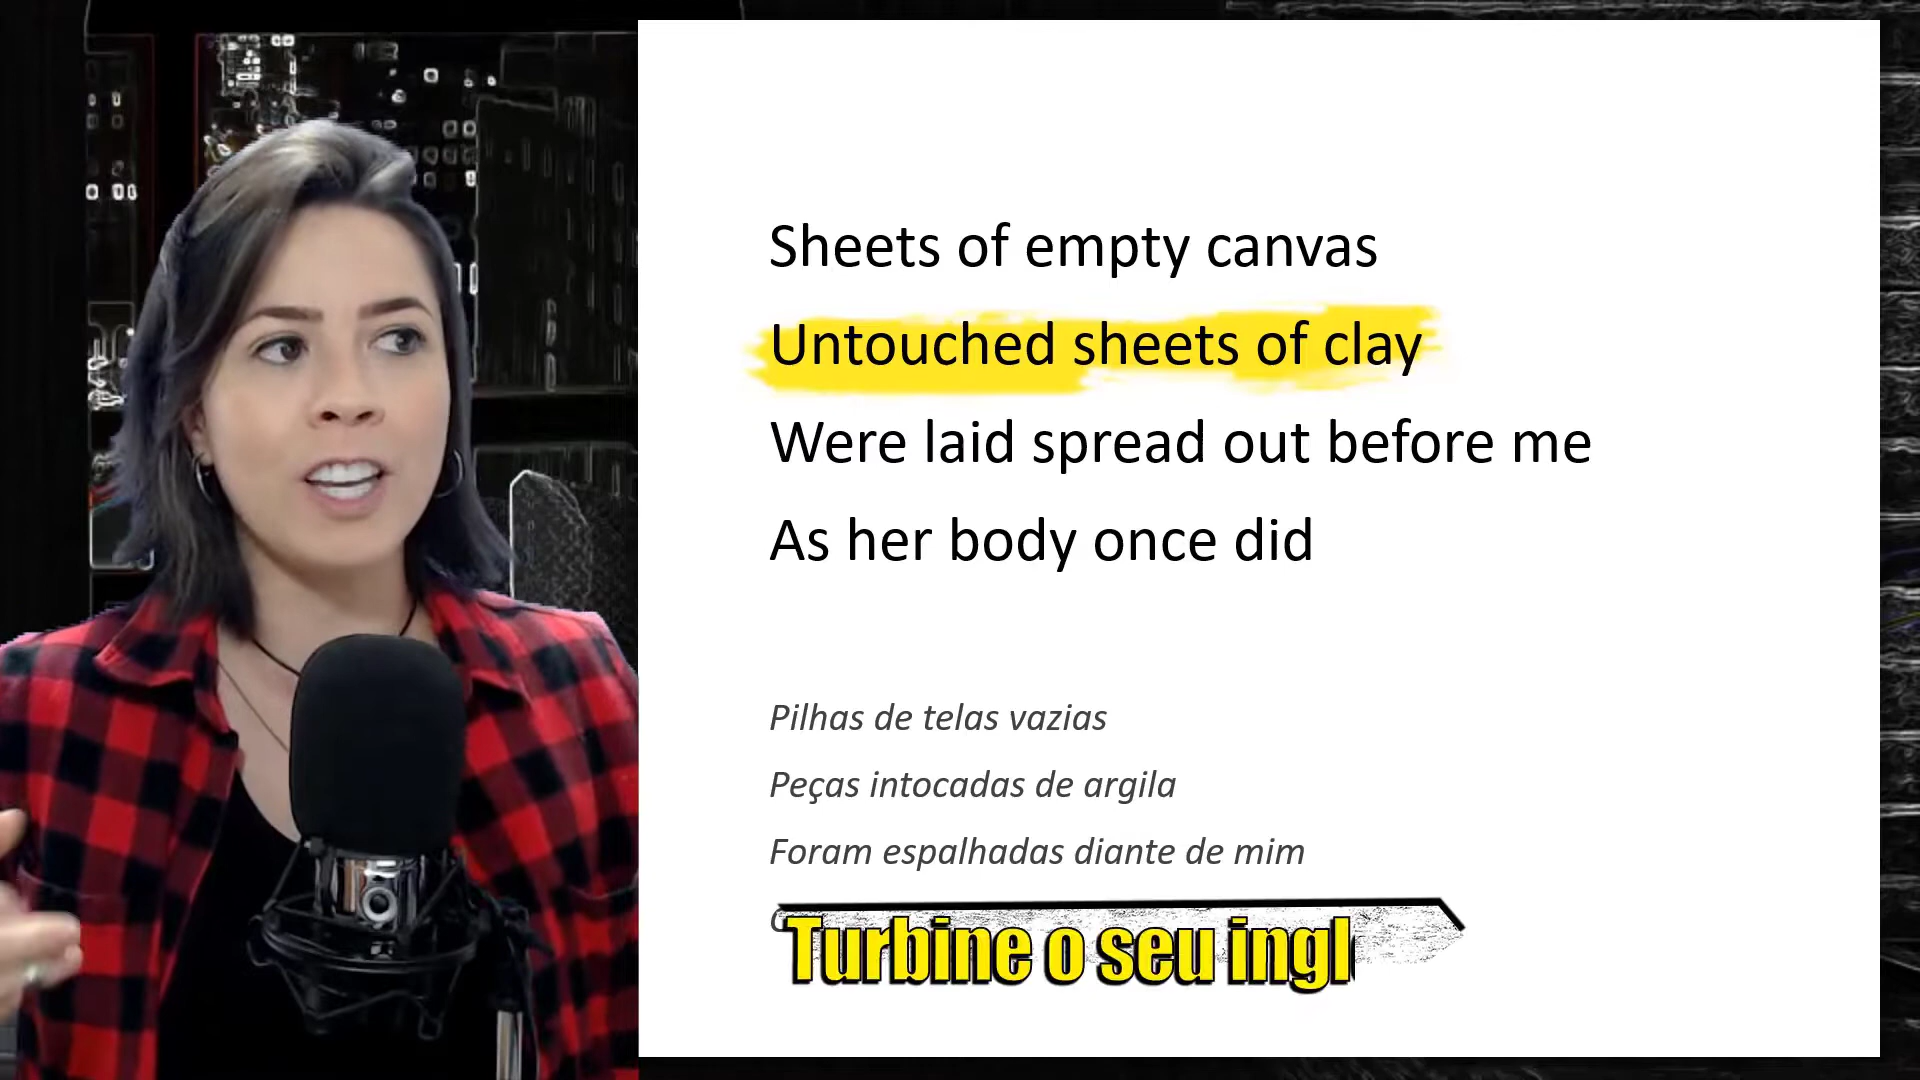 Sheets of empty canvas
Untouched sheets of clay
Were laid spread out before me
As her body once did
Pilhas de telas vazias
Peças intocadas de argila
Foram espalhadas diante de mim
Turbine o seu ingl